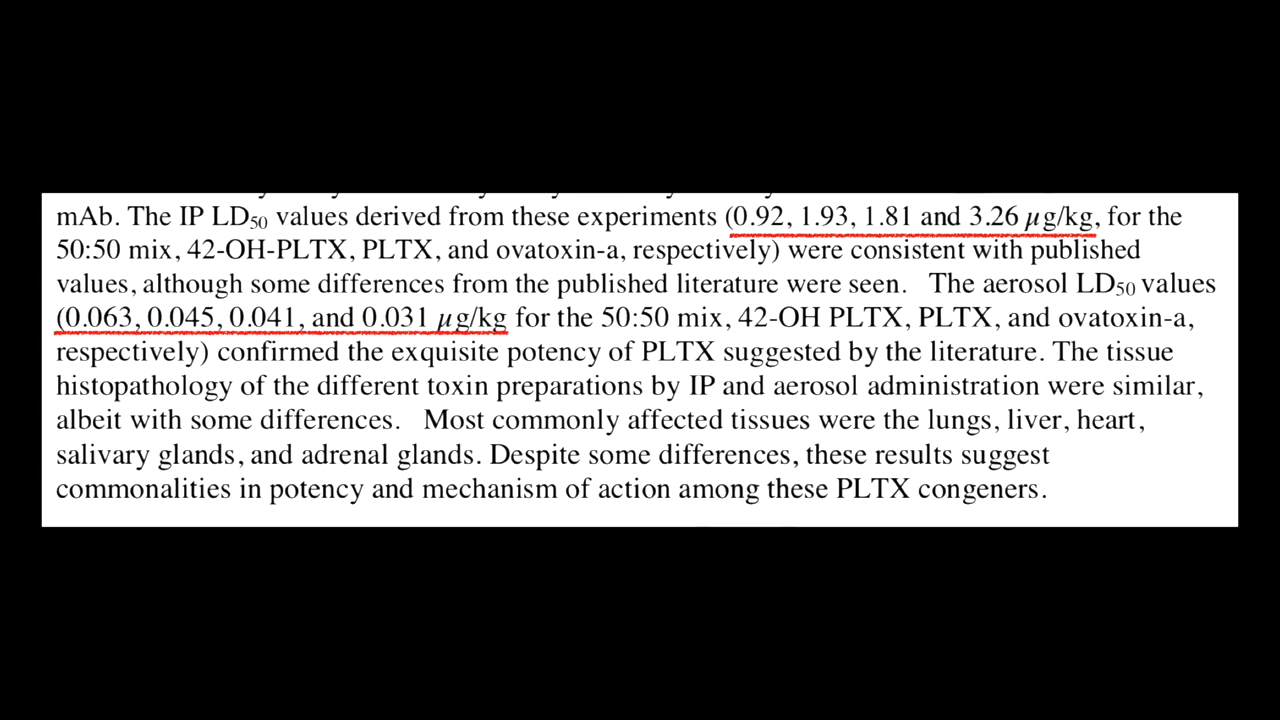 mAb. The IP LD50 values derived from these experiments (0.92, 1.93, 1.81 and 3.26 μg/kg, for the
50:50 mix, 42-OH-PLTX, PLTX, and ovatoxin-a, respectively) were consistent with published
values, although some differences from the published literature were seen. The aerosol LD50 values
(0.063, 0.045, 0.041, and 0.031 μg/kg for the 50:50 mix, 42-OH PLTX, PLTX, and ovatoxin-a,
respectively) confirmed the exquisite potency of PLTX suggested by the literature. The tissue
histopathology of the different toxin preparations by IP and aerosol administration were similar,
albeit with some differences. Most commonly affected tissues were the lungs, liver, heart,
salivary glands, and adrenal glands. Despite some differences, these results suggest
commonalities in potency and mechanism of action among these PLTX congeners.